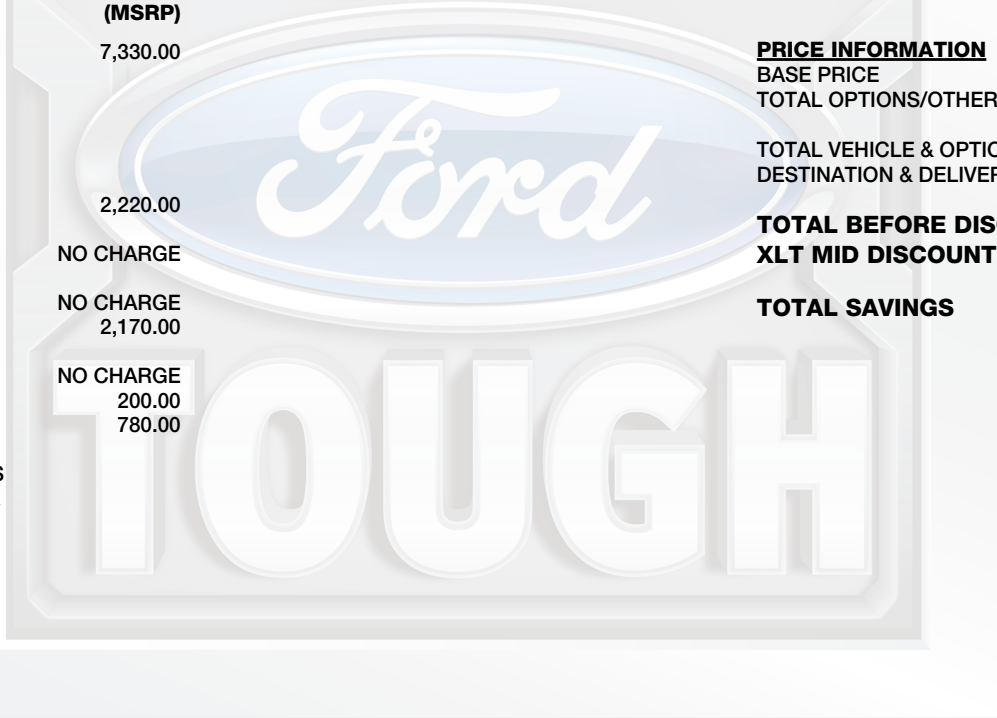 (MSRP)
7,330.00
2,220.00
NO CHARGE
NO CHARGE
2,170.00
NO CHARGE
200.00
780.00
S
PRICE INFORMATION
BASE PRICE
TOTAL OPTIONS/OTHER
TOTAL VEHICLE & OPTIO
DESTINATION & DELIVER
TOTAL BEFORE DISC
XLT MID DISCOUNT
TOTAL SAVINGS
Ford
TOUGH